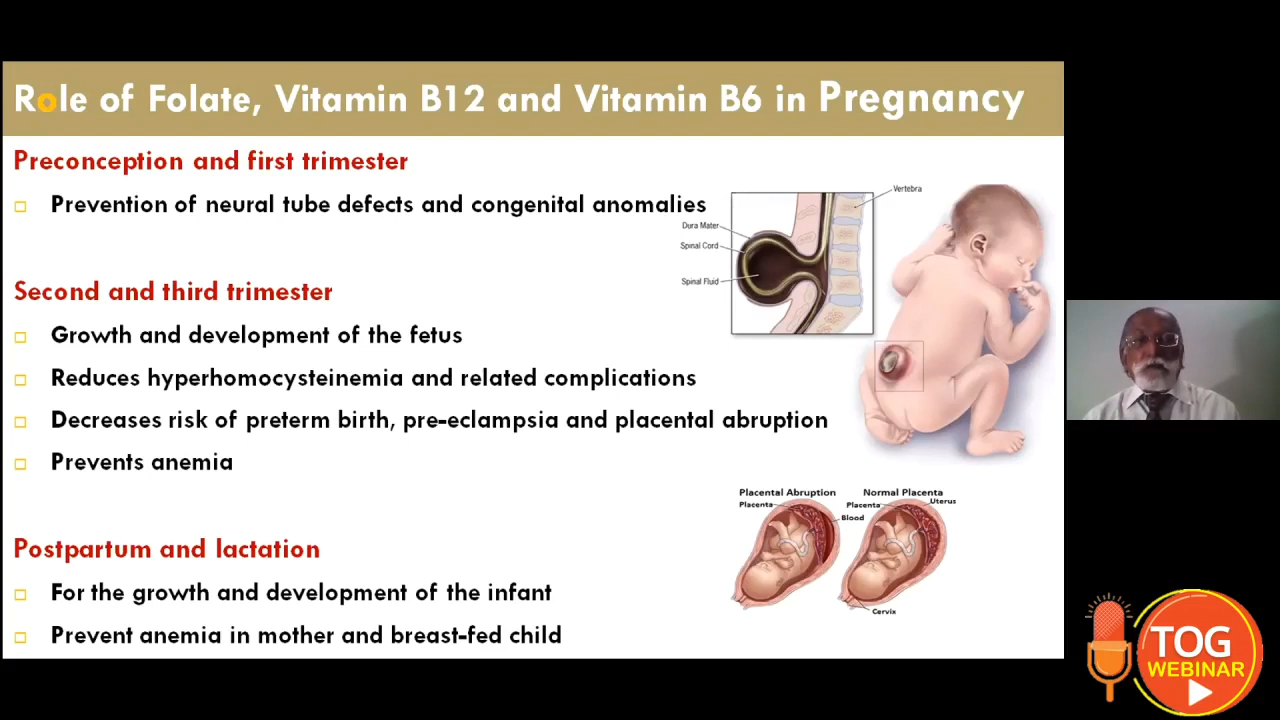 Role of Folate, Vitamin B12 and Vitamin B6 in Pregnancy
Preconception and first trimester
Prevention of neural tube defects and congenital anomalies
Vertebra
Dura Mater
Spinal Cord
Spinal Fluid
Second and third trimester
Growth and development of the fetus
Reduces hyperhomocysteinemia and related complications
Decreases risk of preterm birth, pre-eclampsia and placental abruption
Prevents anemia
Placental Abruption
Placenta
Blood
Normal Placenta
Placenta
Uterus
Cervix
Postpartum and lactation
For the growth and development of the infant
Prevent anemia in mother and breast-fed child
TOG
WEBINAR